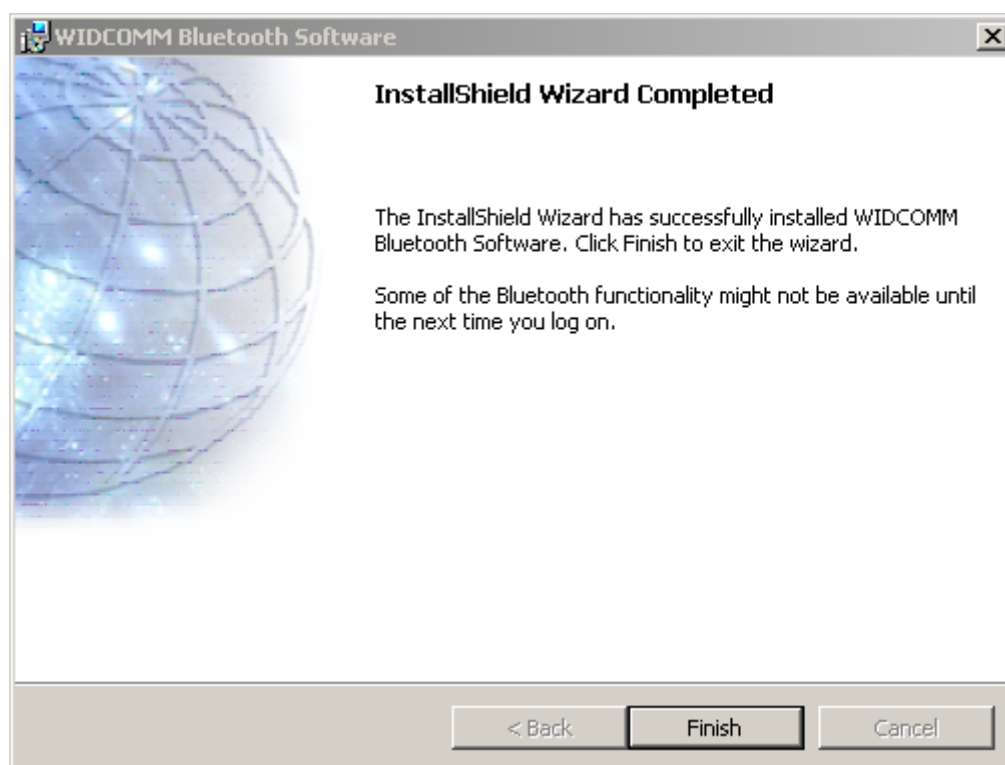 WIDCOMM Bluetooth Software
InstallShield Wizard Completed
The InstallShield Wizard has successfully installed WIDCOMM
Bluetooth Software. Click Finish to exit the wizard.
Some of the Bluetooth functionality might not be available until
the next time you log on.
< Back
Finish
Cancel